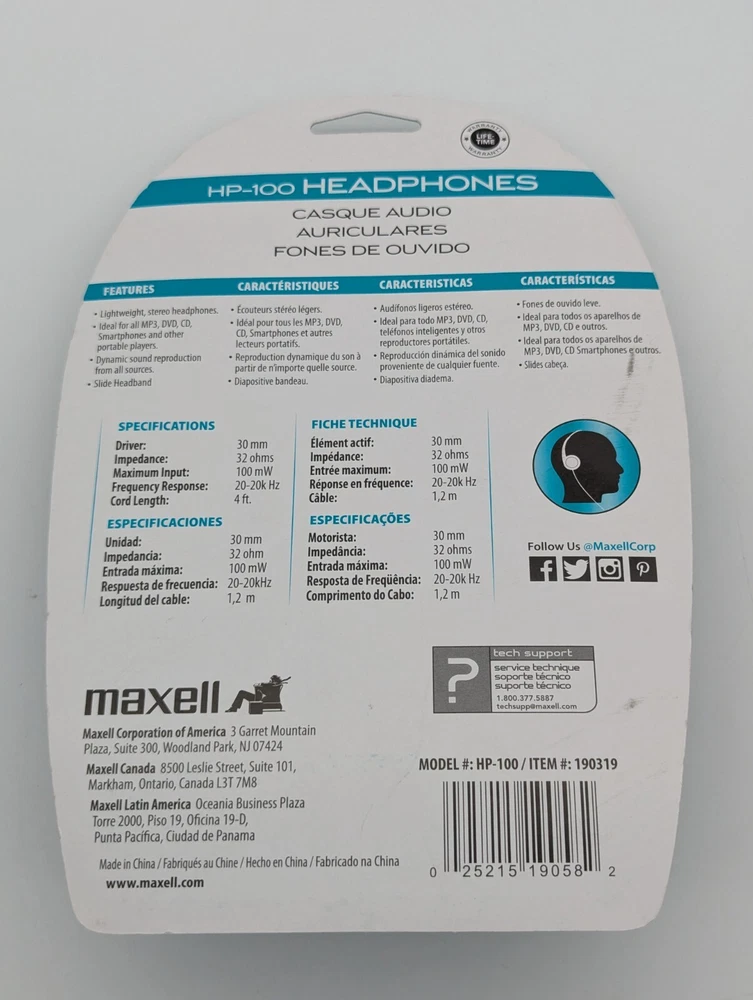 WARRANTY
LIFE-
TIME
WARRANTY
HP-100 HEADPHONES
CASQUE AUDIO
AURICULARES
FONES DE OUVIDO
FEATURES
• Lightweight, stereo headphones.
• Ideal for all MP3, DVD, CD,
Smartphones and other
portable players.
• Dynamic sound reproduction
from all sources.
• Slide Headband
CARACTÉRISTIQUES
• Écouteurs stéréo légers.
• Idéal pour tous les MP3, DVD,
CD, Smartphones et autres
lecteurs portatifs.
• Reproduction dynamique du son à
partir de n'importe quelle source.
• Diapositive bandeau.
CARACTERISTICAS
• Audífonos ligeros estéreo.
• Ideal para todo MP3, DVD, CD,
teléfonos inteligentes y otros
reproductores portátiles.
• Reproducción dinámica del sonido
proveniente de cualquier fuente.
• Diapositiva diadema.
CARACTERÍSTICAS
• Fones de ouvido leve.
• Ideal para todos os aparelhos de
MP3, DVD, CD e outros.
• Ideal para todos os aparelhos de
MP3, DVD, CD Smartphones e outros.
• Slides cabeça.
SPECIFICATIONS
Driver: 30 mm
Impedance: 32 ohms
Maximum Input: 100 mW
Frequency Response: 20-20k Hz
Cord Length: 4 ft.
FICHE TECHNIQUE
Élément actif: 30 mm
Impédance: 32 ohms
Entrée maximum: 100 mW
Réponse en fréquence: 20-20k Hz
Câble: 1,2 m
ESPECIFICACIONES
Unidad: 30 mm
Impedancia: 32 ohm
Entrada máxima: 100 mW
Respuesta de frecuencia: 20-20kHz
Longitud del cable: 1,2 m
ESPECIFICAÇÕES
Motorista: 30 mm
Impedância: 32 ohms
Entrada máxima: 100 mW
Resposta de Freqüência: 20-20k Hz
Comprimento do Cabo: 1,2 m
Follow Us @MaxellCorp
tech support
service technique
soporte técnico
suporte técnico
1.800.377.5887
techsupp@maxell.com
maxell
Maxell Corporation of America 3 Garret Mountain
Plaza, Suite 300, Woodland Park, NJ 07424
Maxell Canada 8500 Leslie Street, Suite 101,
Markham, Ontario, Canada L3T 7M8
Maxell Latin America Oceania Business Plaza
Torre 2000, Piso 19, Oficina 19-D,
Punta Pacífica, Ciudad de Panama
Made in China / Fabriqués au Chine / Hecho en China / Fabricado na China
www.maxell.com
MODEL #: HP-100 / ITEM #: 190319
0 25215 19058 2